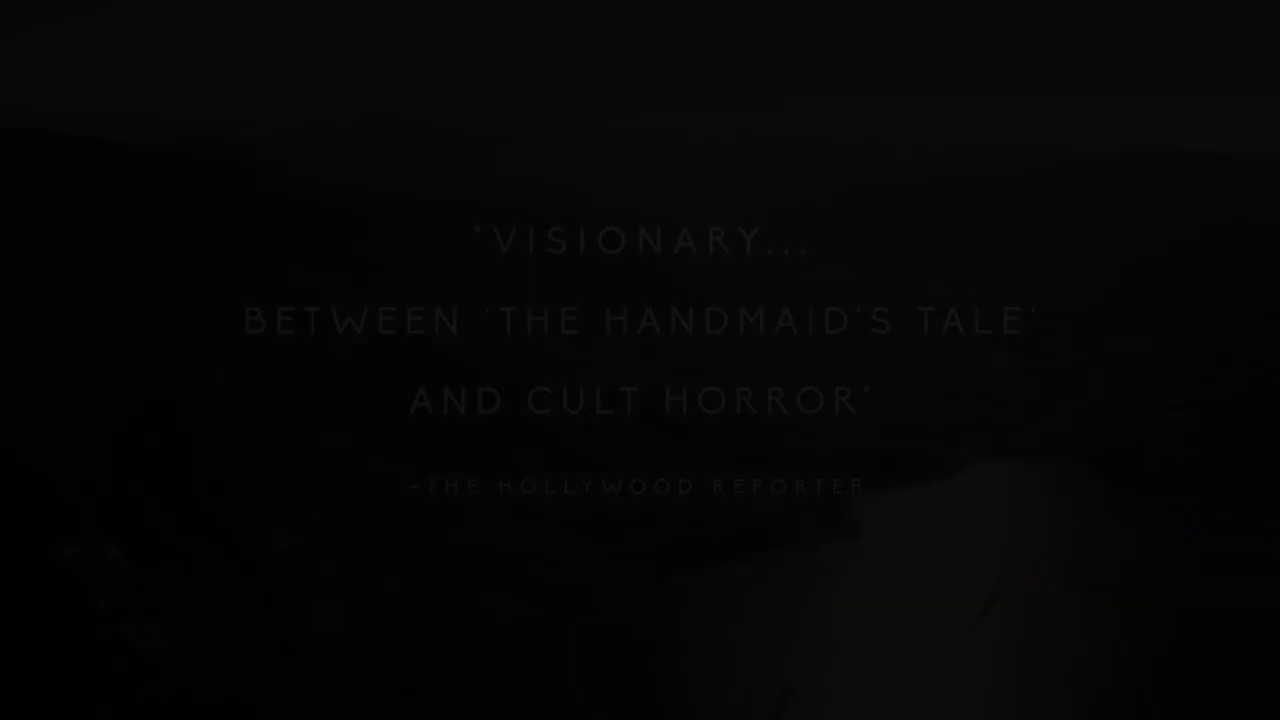 "VISIONARY...
BETWEEN 'THE HANDMAID'S TALE'
AND CULT HORROR"
-THE HOLLYWOOD REPORTER